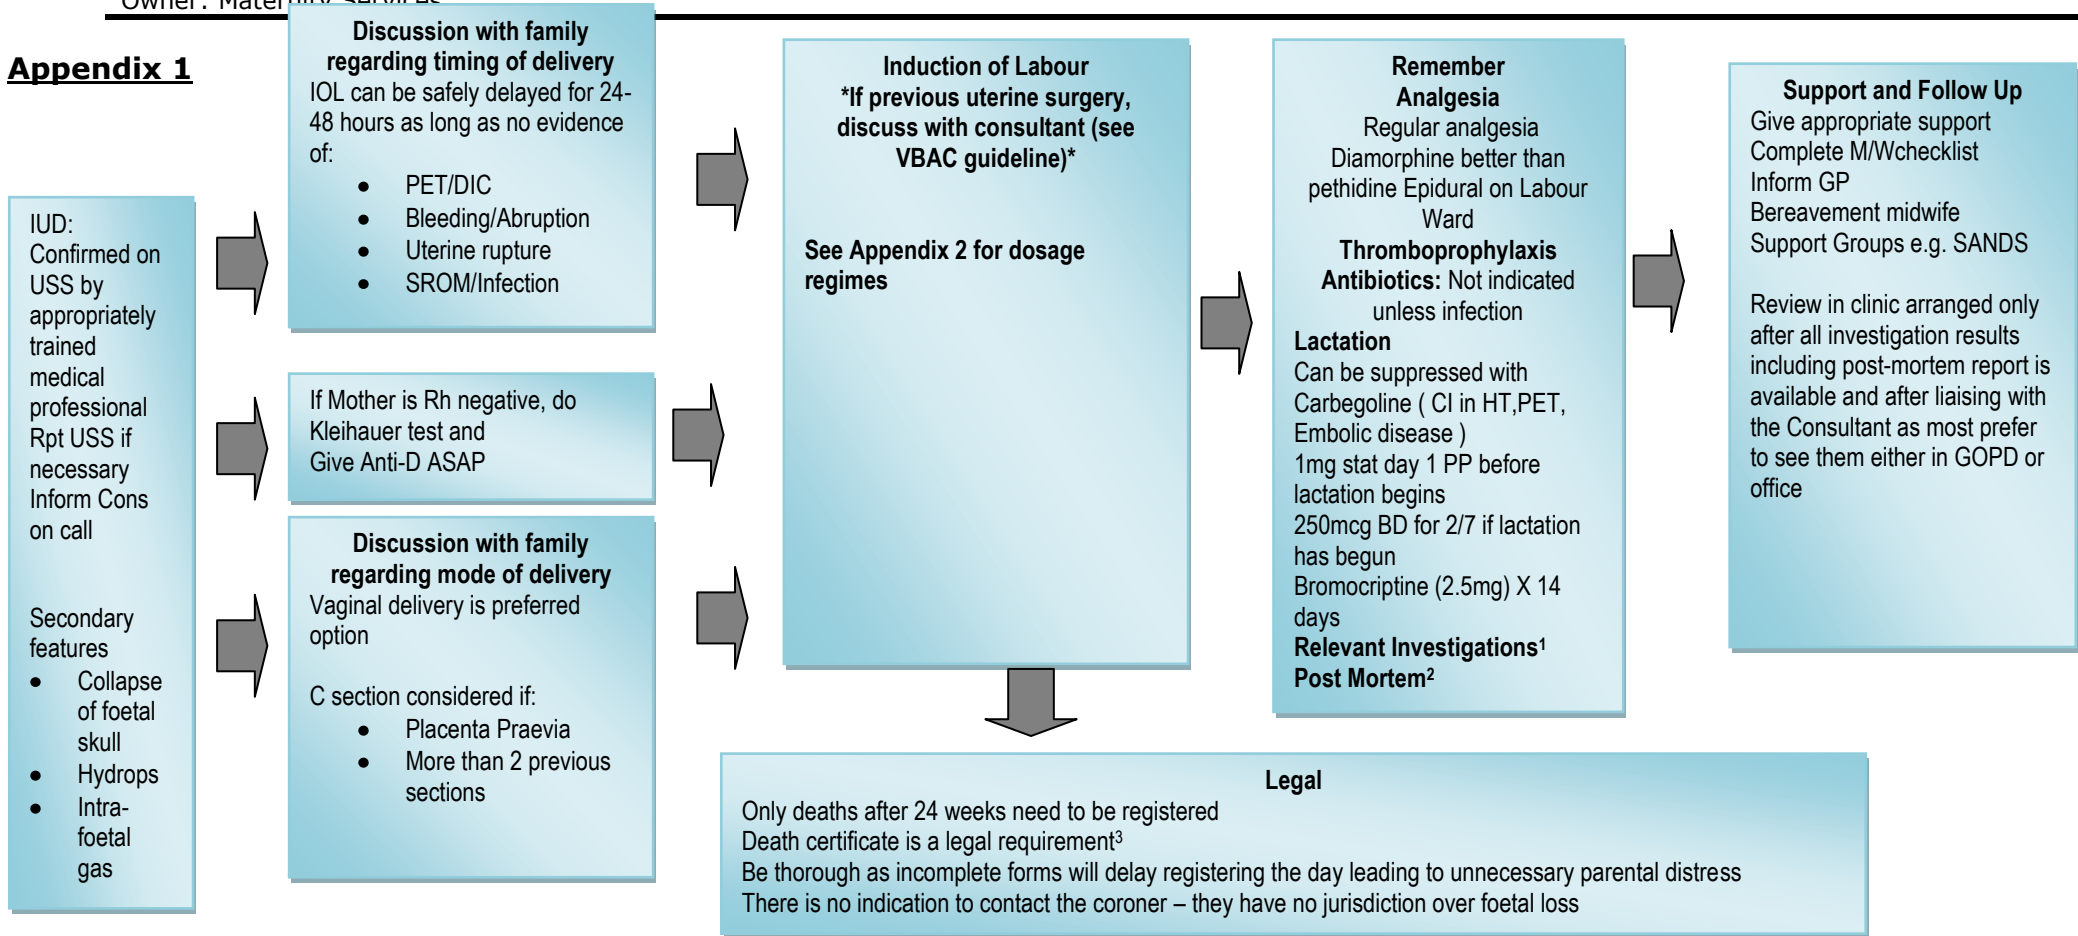 Owner: Maternity Services
Appendix 1
IUD:
Confirmed on
USS by
appropriately
trained
medical
professional
Rpt USS if
necessary
Inform Cons
on call
Secondary
features
● Collapse
of foetal
skull
● Hydrops
● Intra-
foetal
gas
Discussion with family
regarding timing of delivery
IOL can be safely delayed for 24-
48 hours as long as no evidence
of:
● PET/DIC
● Bleeding/Abruption
● Uterine rupture
● SROM/Infection
If Mother is Rh negative, do
Kleihauer test and
Give Anti-D ASAP
Discussion with family
regarding mode of delivery
Vaginal delivery is preferred
option
C section considered if:
● Placenta Praevia
● More than 2 previous
sections
Induction of Labour
*If previous uterine surgery,
discuss with consultant (see
VBAC guideline)*
See Appendix 2 for dosage
regimes
Remember
Analgesia
Regular analgesia
Diamorphine better than
pethidine Epidural on Labour
Ward
Thromboprophylaxis
Antibiotics: Not indicated
unless infection
Lactation
Can be suppressed with
Carbegoline ( CI in HT,PET,
Embolic disease )
1mg stat day 1 PP before
lactation begins
250mcg BD for 2/7 if lactation
has begun
Bromocriptine (2.5mg) X 14
days
Relevant Investigations¹
Post Mortem²
Support and Follow Up
Give appropriate support
Complete M/Wchecklist
Inform GP
Bereavement midwife
Support Groups e.g. SANDS
Review in clinic arranged only
after all investigation results
including post-mortem report is
available and after liaising with
the Consultant as most prefer
to see them either in GOPD or
office
Legal
Only deaths after 24 weeks need to be registered
Death certificate is a legal requirement³
Be thorough as incomplete forms will delay registering the day leading to unnecessary parental distress
There is no indication to contact the coroner – they have no jurisdiction over foetal loss